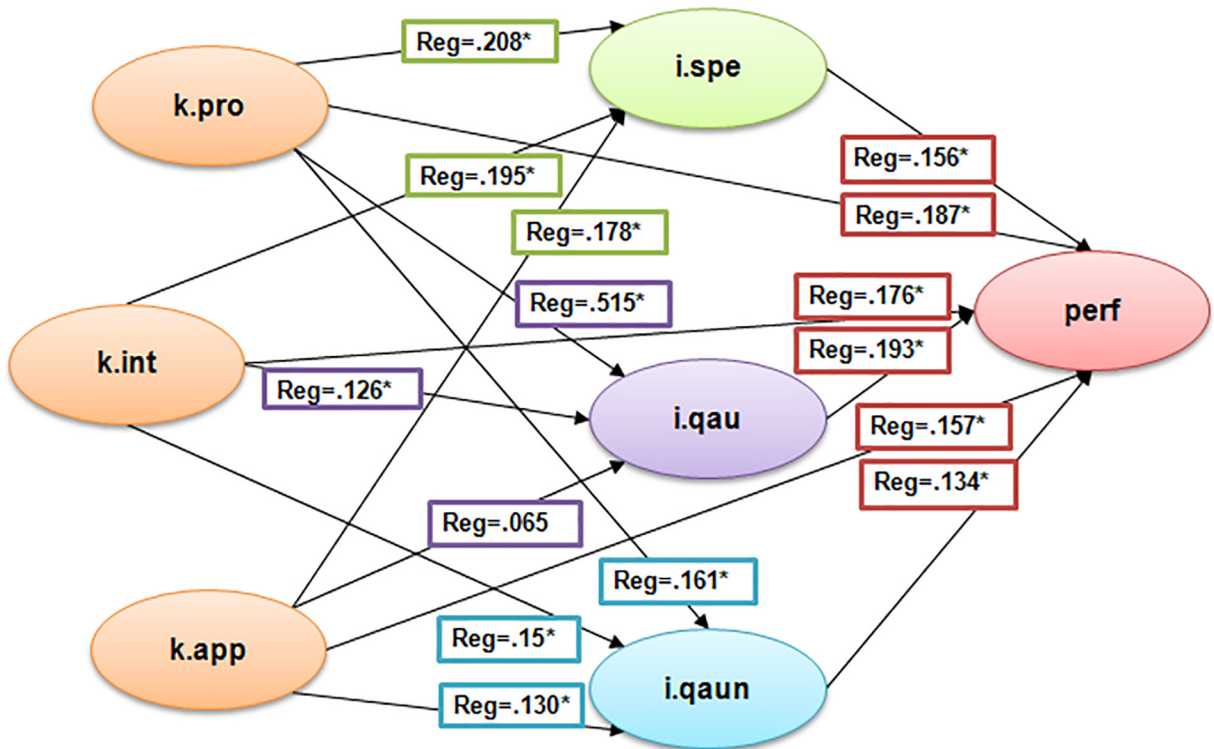 Reg=.208*
i.spe
k.pro
Reg=.156*
Reg=.195*
Reg=.187*
Reg=.178*
Reg=.515*
Reg=.176*
perf
Reg=.193*
k.int
Reg=.126*
i.qau
Reg=.157*
Reg=.134*
Reg=.065
Reg=.161*
Reg=.15*
k.app
i.qaun
Reg=.130*